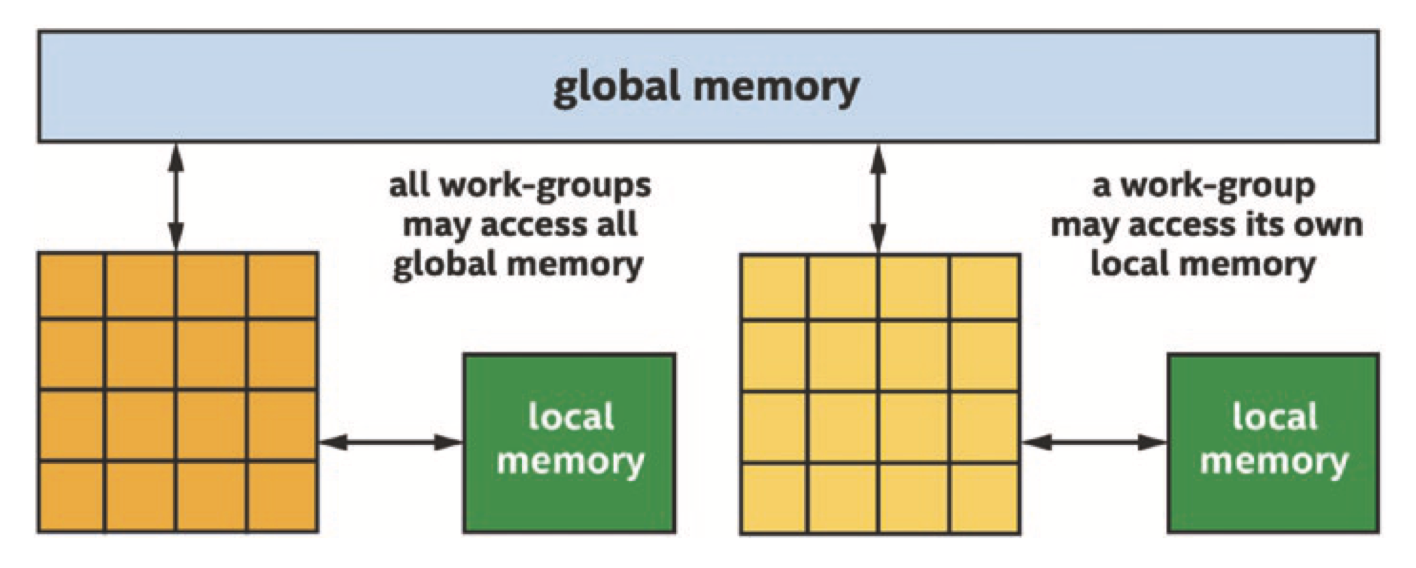 global memory
all work-groups
may access all
global memory
a work-group
may access its own
local memory
local
memory
local
memory